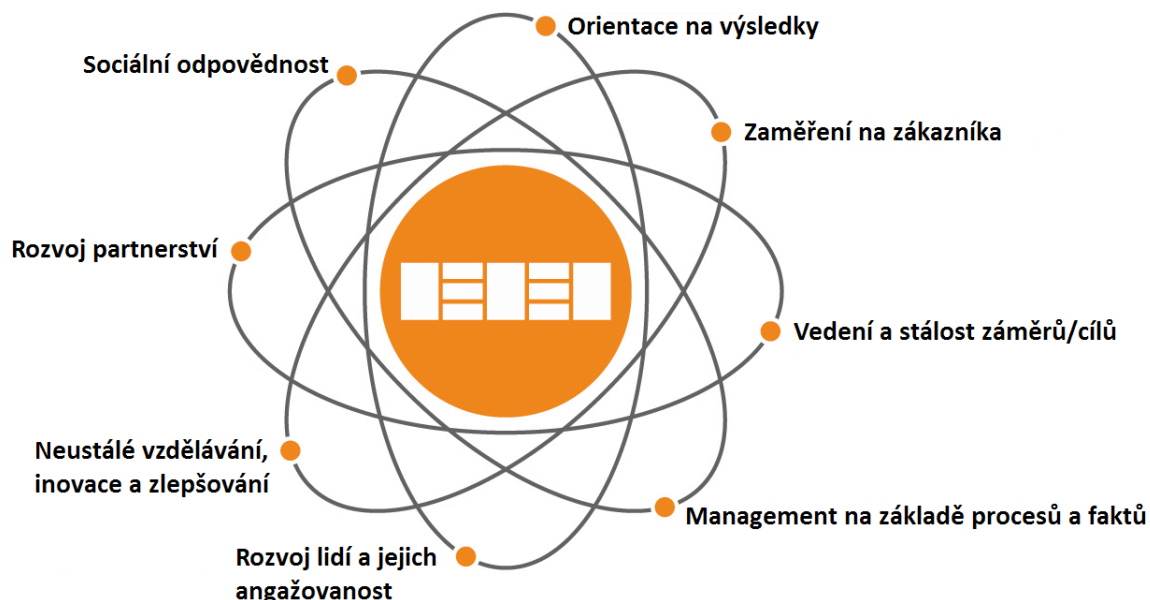 Orientace na výsledky
Sociální odpovědnost
Zaměření na zákazníka
Rozvoj partnerství
Vedení a stálost záměrů/cílů
Neustálé vzdělávání,
inovace a zlepšování
Management na základě procesů a faktů
Rozvoj lidí a jejich
angažovanost